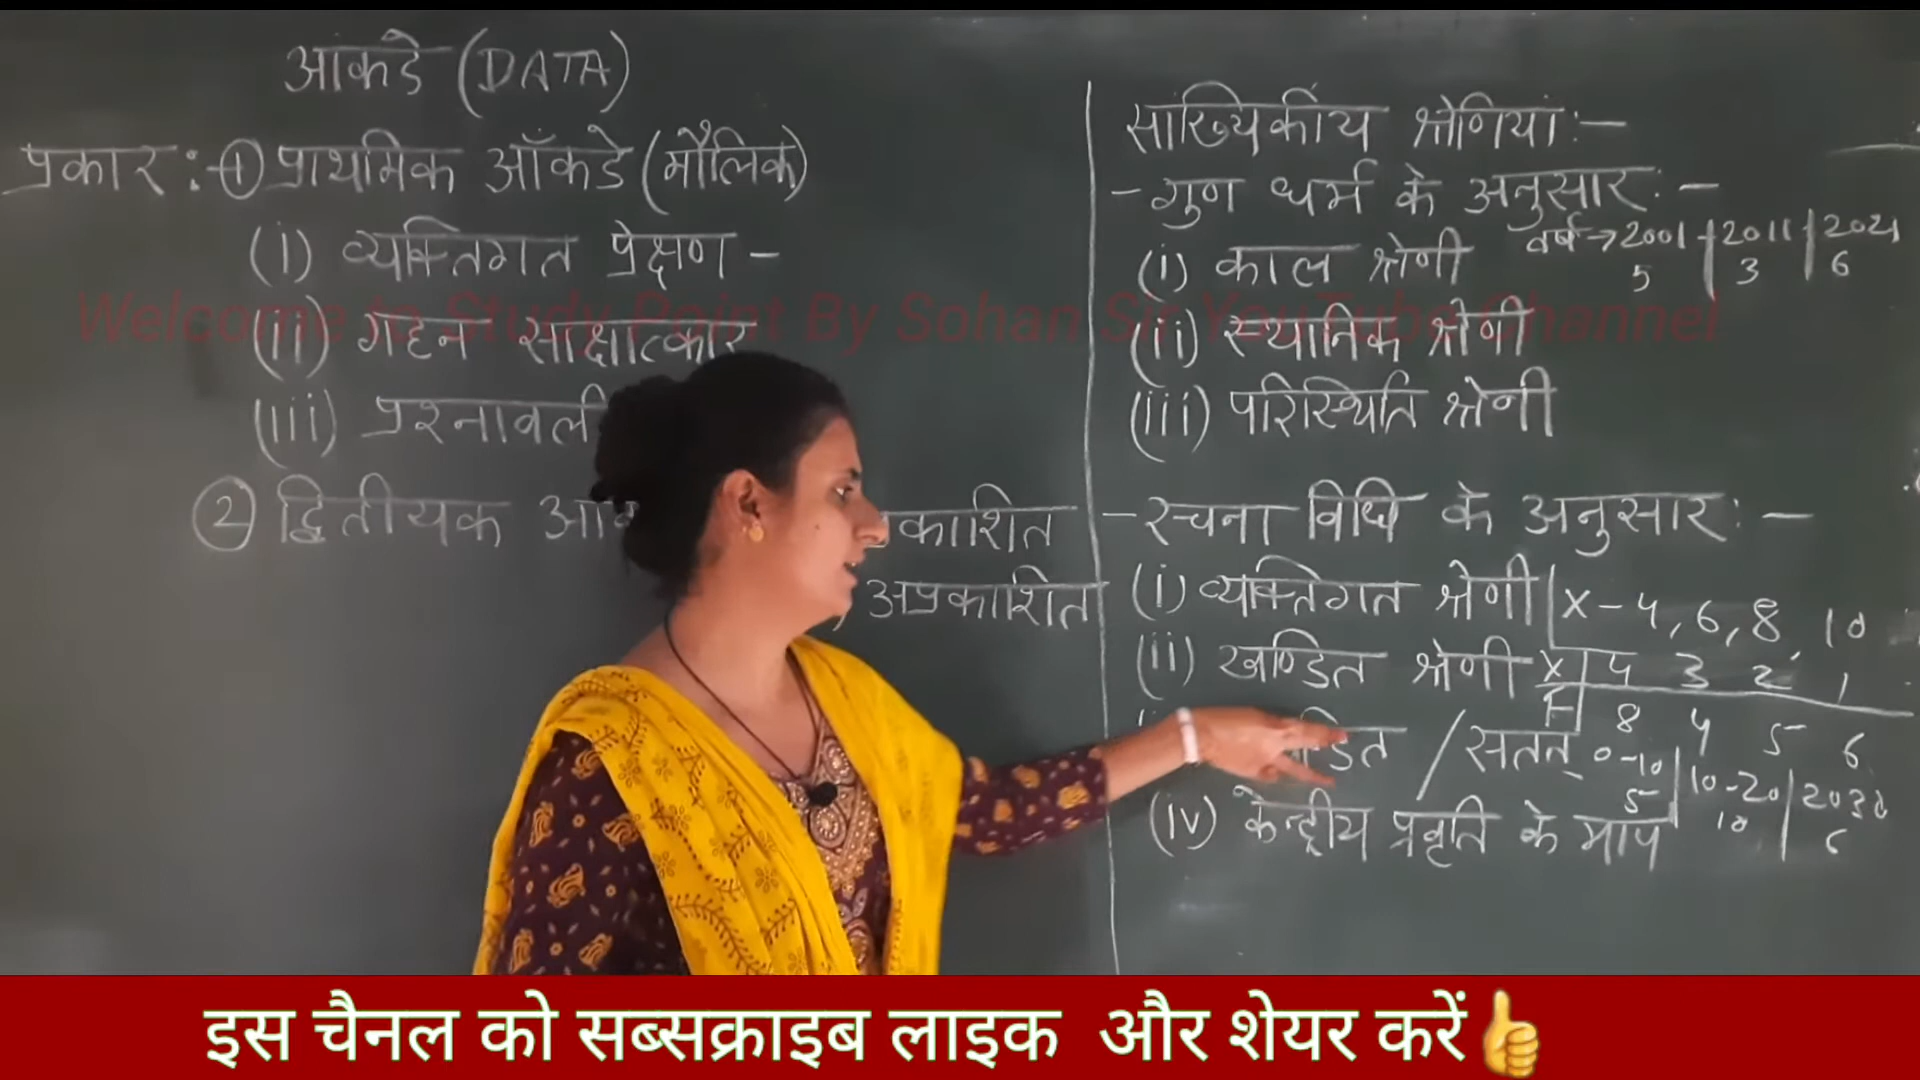 आंकडे (DATA)
प्रकार :- ① प्राथमिक आँकडे (मौलिक)
(i) व्यक्तिगत प्रेक्षण -
(ii) गहन साक्षात्कार
(iii) प्रश्नावली
② द्वितीयक
काशित
, अप्रकाशित
सांख्यिकीय श्रेणियां:-
- गुण धर्म के अनुसार:-
(i) काल श्रेणी वर्ष → 2001 | 2011 | 2021
5 | 3 | 6
(ii) स्थानिक श्रेणी
(iii) परिस्थिति श्रेणी
- रचना विधि के अनुसार:-
(i) व्यक्तिगत श्रेणी | X - 4, 6, 8, 10
(ii) खण्डित श्रेणी X | 4 3 2 1
F | 8 4 5 6
ण्डित / सतत् 0-10 | 10-20 | 2030
5 | 10 | 6
(iv) केन्द्रीय प्रवृति के माप
Welcome to Study Point By Sohan Sir YouTube Channel
इस चैनल को सब्सक्राइब लाइक और शेयर करें👍